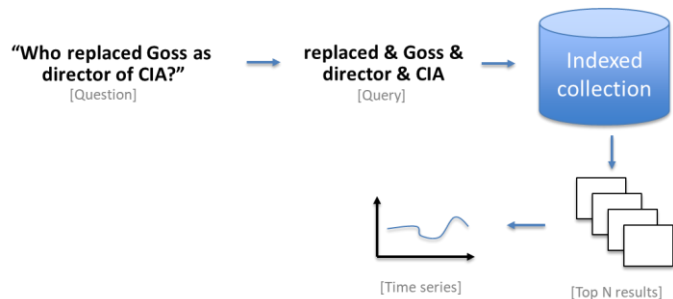 “Who replaced Goss as
director of CIA?”
[Question]
replaced & Goss &
director & CIA
[Query]
Indexed
collection
[Time series]
[Top N results]